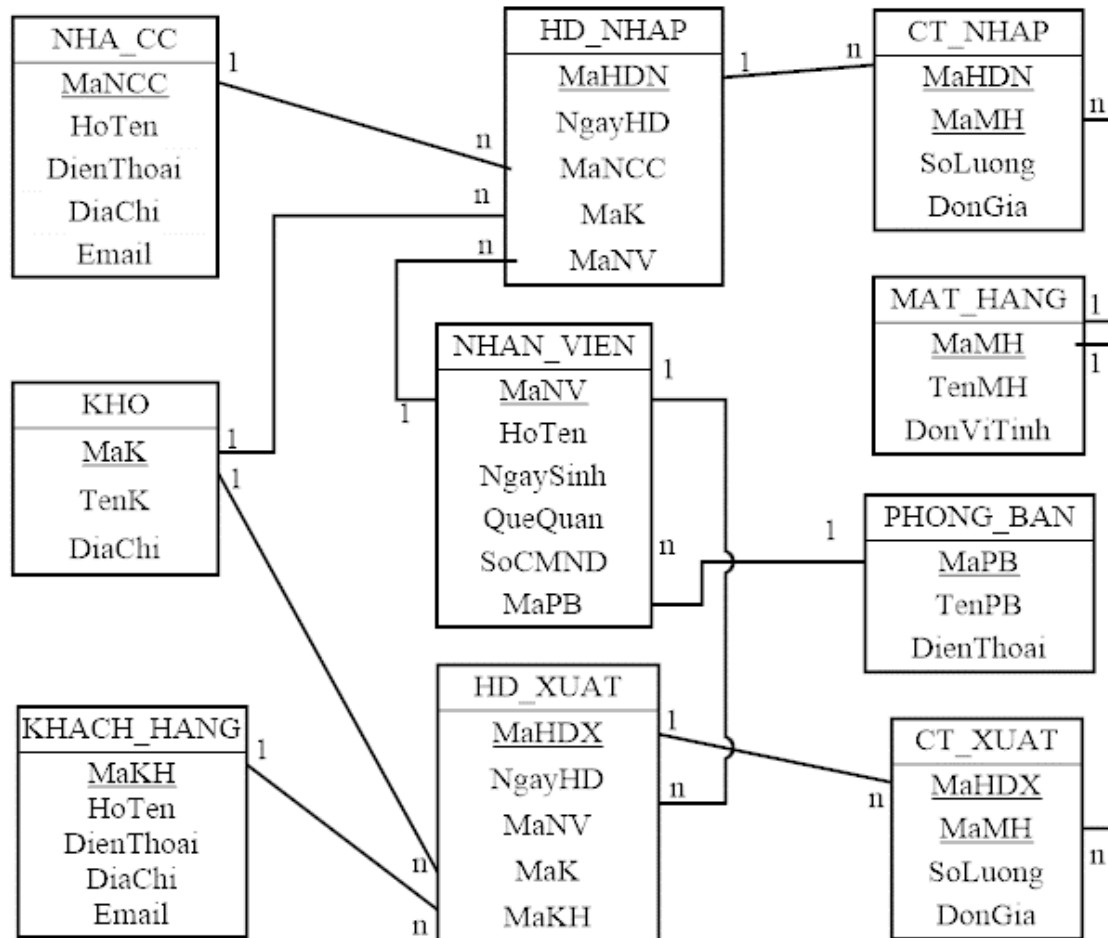 NHA_CC
MaNCC
HoTen
DienThoai
DiaChi
Email
1
n
HD_NHAP
MaHDN
NgayHD
MaNCC
MaK
MaNV
n
n
1
n
CT_NHAP
MaHDN
MaMH
SoLuong
DonGia
n
MAT_HANG
MaMH
TenMH
DonViTinh
1
1
KHO
MaK
TenK
DiaChi
1
1
NHAN_VIEN
MaNV
HoTen
NgaySinh
QueQuan
SoCMND
MaPB
1
1
n
1
PHONG_BAN
MaPB
TenPB
DienThoai
KHACH_HANG
MaKH
HoTen
DienThoai
DiaChi
Email
1
n
n
HD_XUAT
MaHDX
NgayHD
MaNV
MaK
MaKH
1
n
n
CT_XUAT
MaHDX
MaMH
SoLuong
DonGia
n